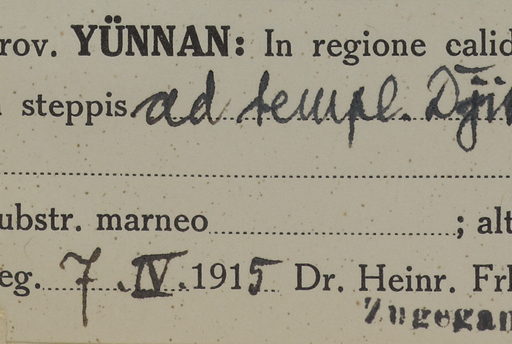 rov. YÜNNAN: In regione calid
steppis ad templ. Dji
ubstr. marneo ; alt
eg. 7.IV.1915 Dr. Heinr. Fr
Zugegan